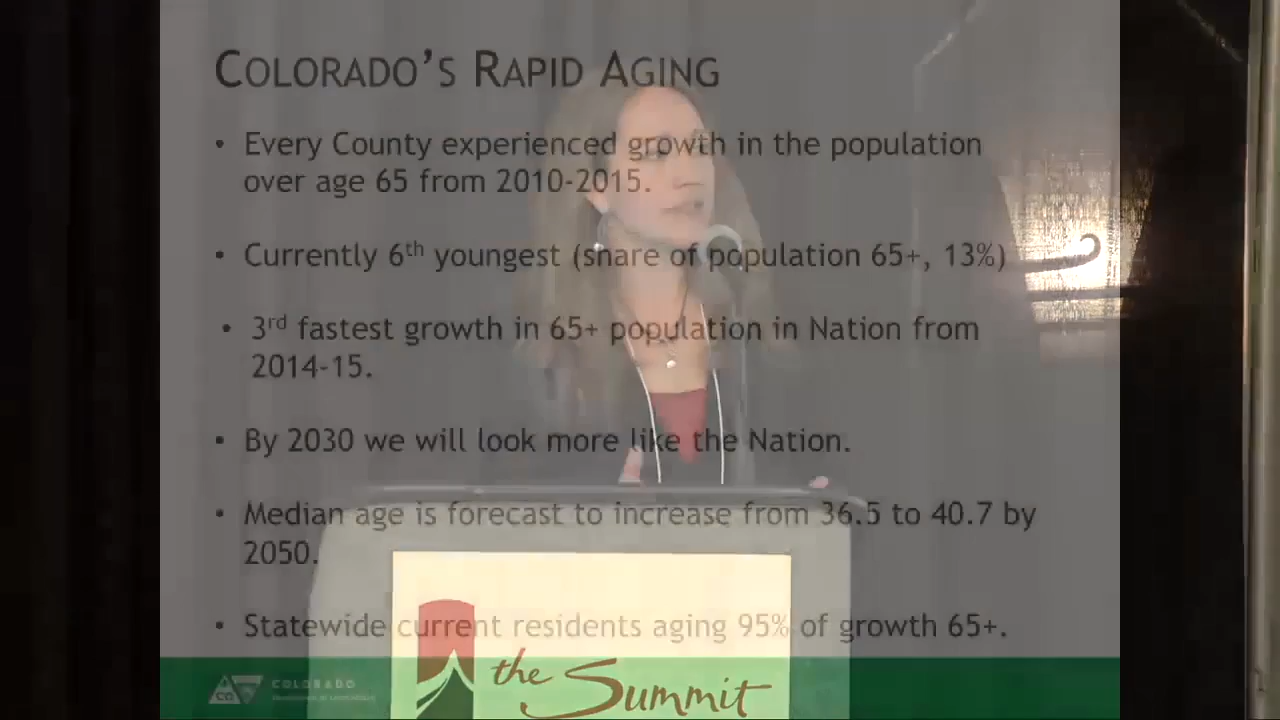 COLORADO'S RAPID AGING
• Every County experienced growth in the population
over age 65 from 2010-2015.
• Currently 6th youngest (share of population 65+, 13%)
• 3rd fastest growth in 65+ population in Nation from
2014-15.
• By 2030 we will look more like the Nation.
• Median age is forecast to increase from 36.5 to 40.7 by
2050.
• Statewide current residents aging 95% of growth 65+.
CO
COLORADO
the Summit